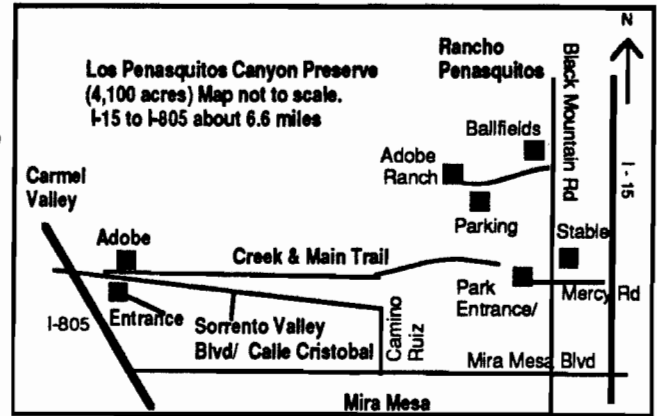 N
Rancho
Penasquitos
Black Mountain Rd
Los Penasquitos Canyon Preserve
(4,100 acres) Map not to scale.
I-15 to I-805 about 6.6 miles
Ballfields
Adobe
Ranch
I - 15
Carmel
Valley
Parking
Stable
Adobe
Creek & Main Trail
Park
Entrance/
Mercy Rd
I-805
Entrance
Sorrento Valley
Blvd/ Calle Cristobal
Camino
Ruiz
Mira Mesa Blvd
Mira Mesa